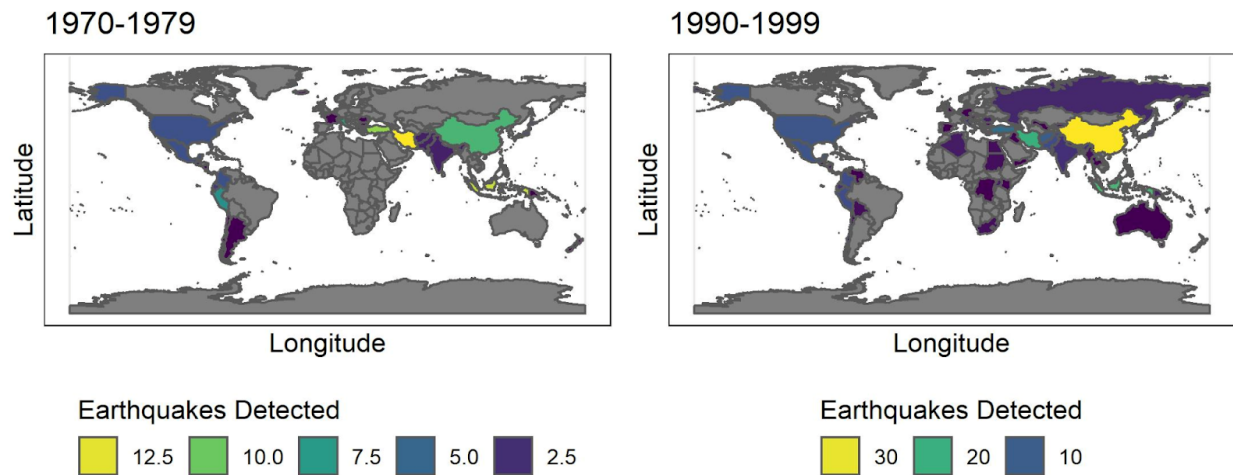 1970-1979
1990-1999
Latitude
Latitude
Longitude
Longitude
Earthquakes Detected
12.5 10.0 7.5 5.0 2.5
Earthquakes Detected
30 20 10